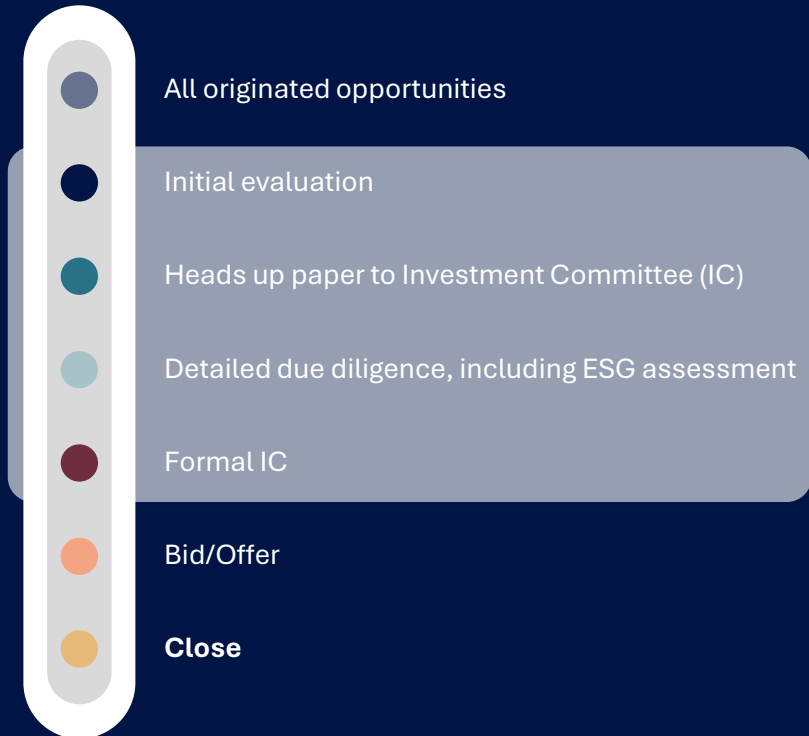 All originated opportunities
Initial evaluation
Heads up paper to Investment Committee (IC)
Detailed due diligence, including ESG assessment
Formal IC
Bid/Offer
Close